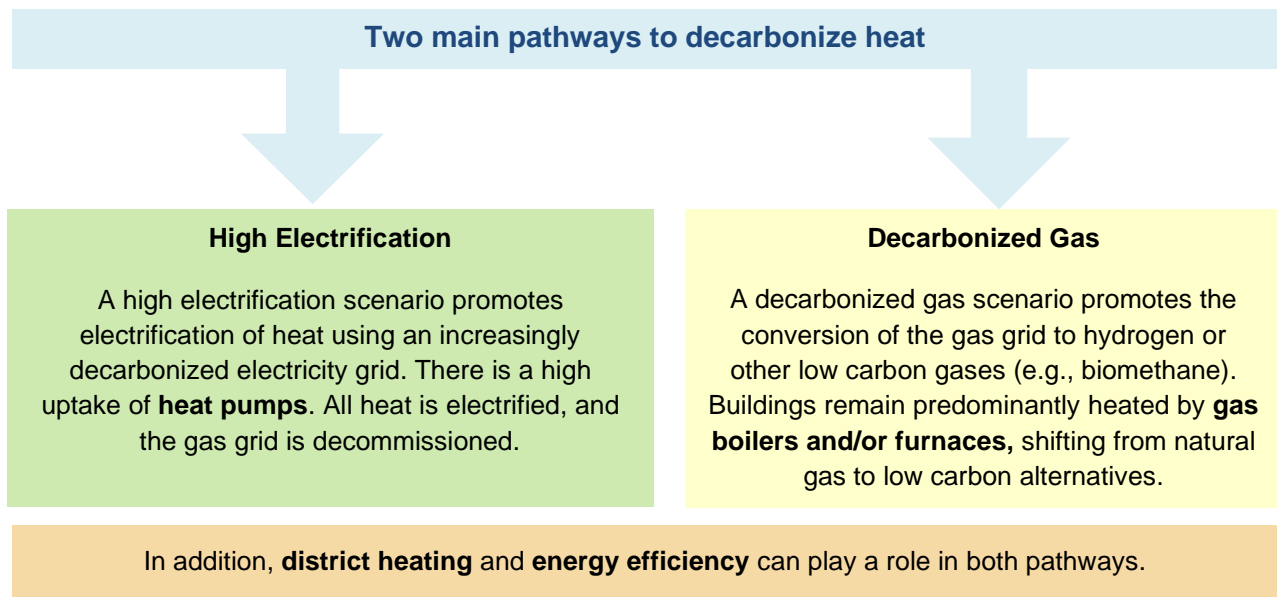 Two main pathways to decarbonize heat
High Electrification
A high electrification scenario promotes
electrification of heat using an increasingly
decarbonized electricity grid. There is a high
uptake of heat pumps. All heat is electrified, and
the gas grid is decommissioned.
Decarbonized Gas
A decarbonized gas scenario promotes the
conversion of the gas grid to hydrogen or
other low carbon gases (e.g., biomethane).
Buildings remain predominantly heated by gas
boilers and/or furnaces, shifting from natural
gas to low carbon alternatives.
In addition, district heating and energy efficiency can play a role in both pathways.